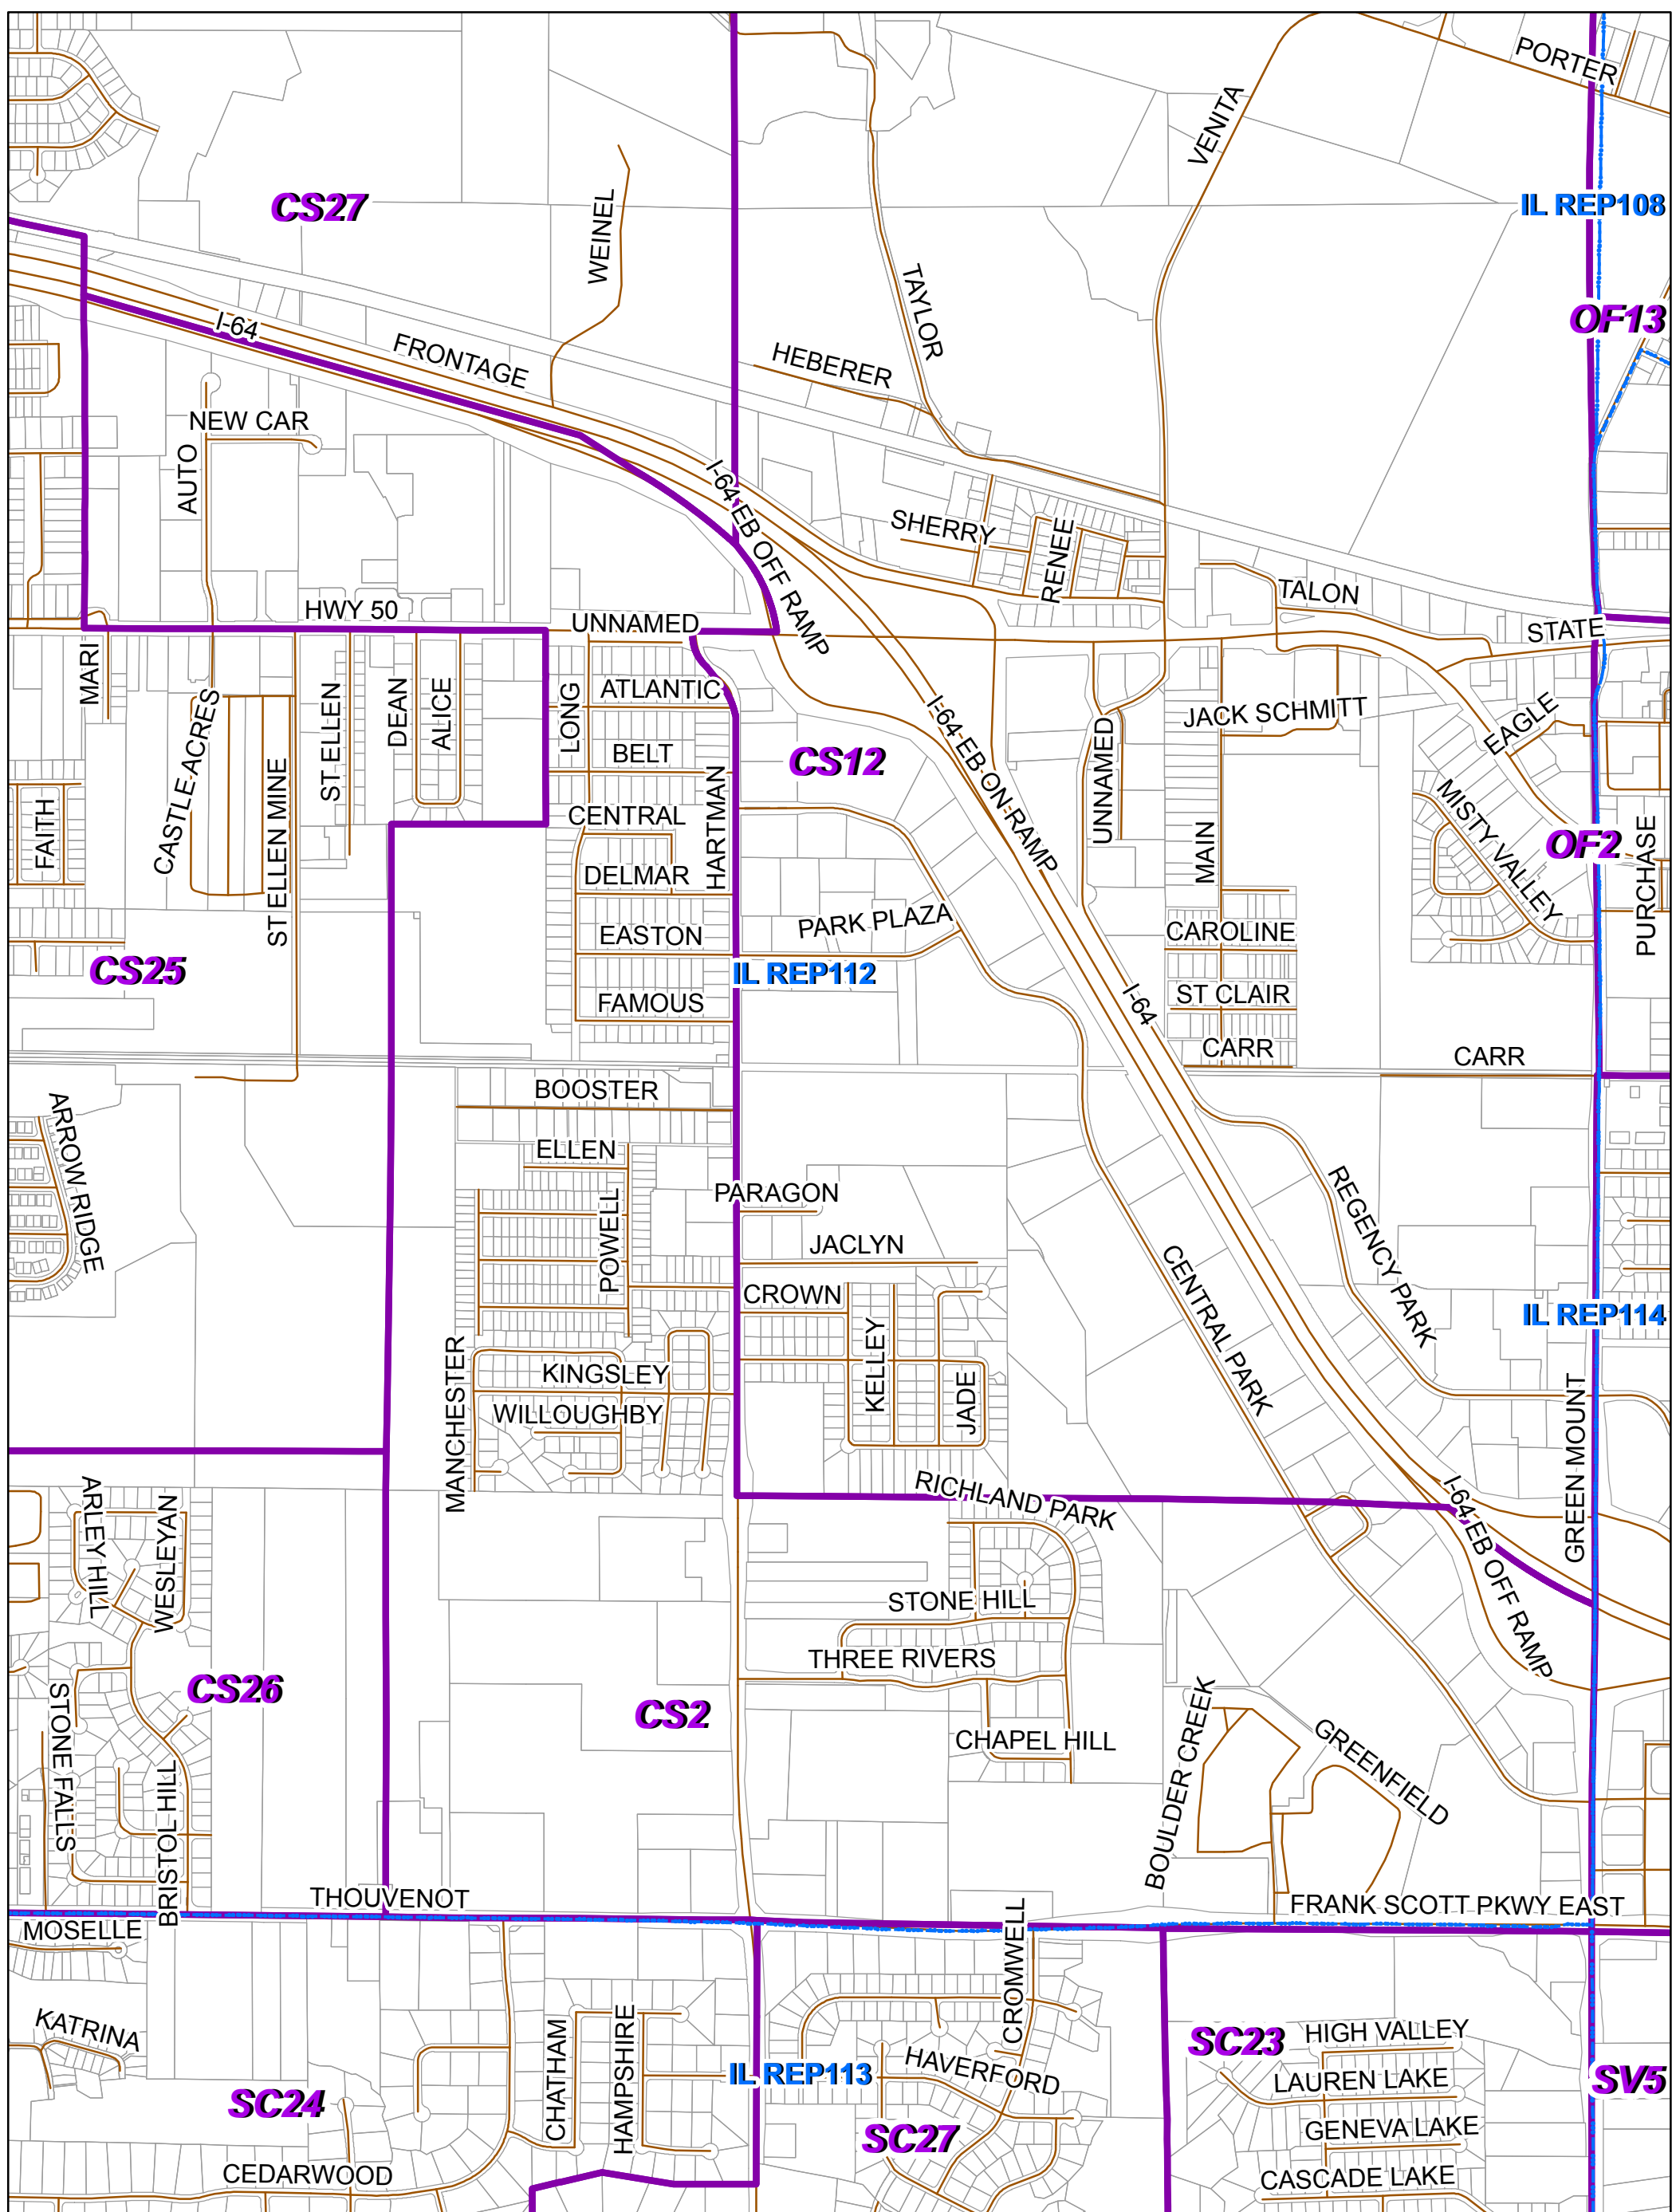 PORTER
VENITA
CS27
IL REP108
WEINEL
TAYLOR
OF13
I-64
FRONTAGE
HEBERER
NEW CAR
AUTO
I-64 EB OFF RAMP
SHERRY
RENEE
TALON
HWY 50
UNNAMED
STATE
MARI
CASTLE ACRES
ST ELLEN
DEAN
ALICE
LONG
ATLANTIC
I-64 EB ON RAMP
UNNAMED
JACK SCHMITT
EAGLE
BELT
CS12
ST ELLEN MINE
HARTMAN
MISTY VALLEY
FAITH
CENTRAL
MAIN
OF2
PURCHASE
DELMAR
PARK PLAZA
EASTON
CAROLINE
CS25
IL REP112
FAMOUS
I-64
ST CLAIR
CARR
CARR
BOOSTER
ARROW RIDGE
ELLEN
POWELL
PARAGON
REGENCY PARK
JACLYN
CENTRAL PARK
CROWN
IL REP114
MANCHESTER
KINGSLEY
KELLEY
JADE
WILLOUGHBY
GREEN MOUNT
RICHLAND PARK
I-64 EB OFF RAMP
ARLEY HILL
WESLEYAN
STONE HILL
THREE RIVERS
CS26
CS2
STONE FALLS
BOULDER CREEK
CHAPEL HILL
GREENFIELD
BRISTOL HILL
THOUVENOT
FRANK SCOTT PKWY EAST
MOSELLE
CROMWELL
KATRINA
CHATHAM
HAMPSHIRE
SC23
HIGH VALLEY
IL REP113
HAVERFORD
LAUREN LAKE
SV5
SC24
SC27
GENEVA LAKE
CEDARWOOD
CASCADE LAKE